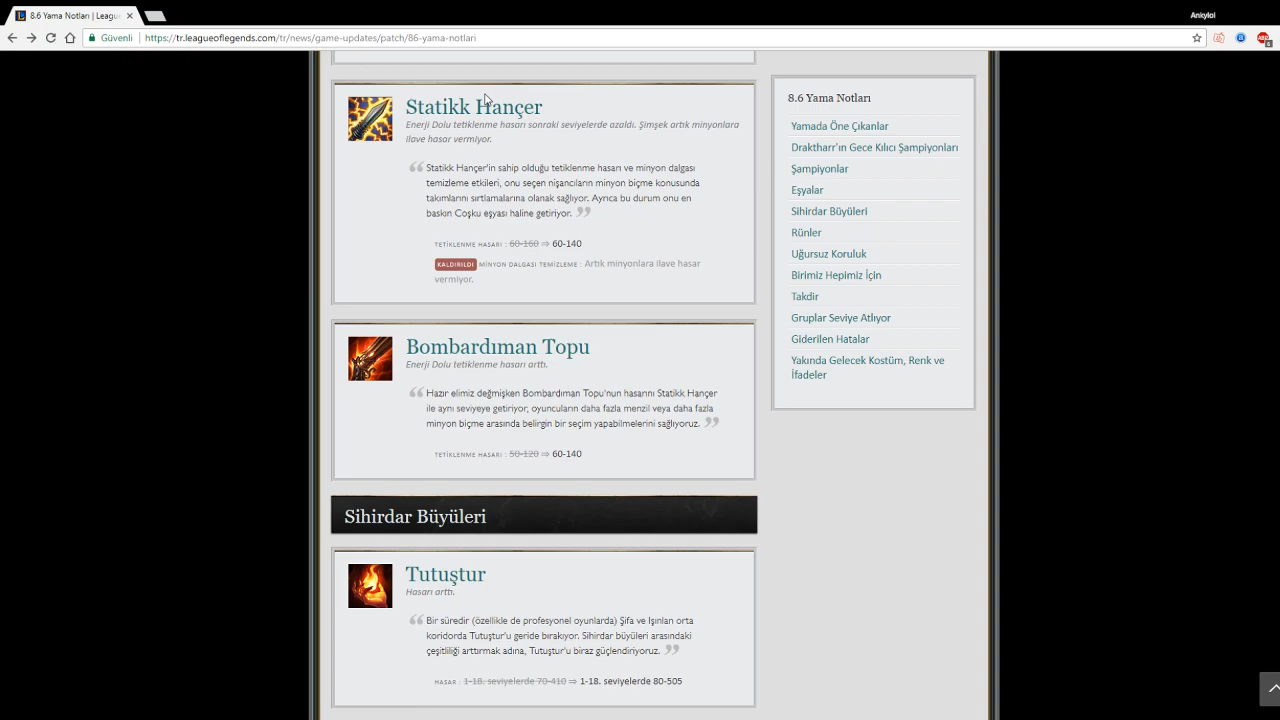 8.6 Yama Notları | Leagu
Ankylol
Güvenli
https://tr.leagueoflegends.com/tr/news/game-updates/patch/86-yama-notlari
Statikk Hançer
Enerji Dolu tetiklenme hasarı sonraki seviyelerde azaldı. Şimşek artık minyonlara
ilave hasar vermiyor.
Statikk Hançer'in sahip olduğu tetiklenme hasarı ve minyon dalgası
temizleme etkileri, onu seçen nişancıların minyon biçme konusunda
takımlarını sırtlamalarına olanak sağlıyor. Ayrıca bu durum onu en
baskın Coşku eşyası haline getiriyor.
TETİKLENME HASARI : 60-160 ⇒ 60-140
KALDIRILDI MİNYON DALGASI TEMİZLEME : Artık minyonlara ilave hasar
vermiyor.
Bombardıman Topu
Enerji Dolu tetiklenme hasarı arttı.
Hazır elimiz değmişken Bombardıman Topu'nun hasarını Statikk Hançer
ile aynı seviyeye getiriyor, oyuncuların daha fazla menzil veya daha fazla
minyon biçme arasında belirgin bir seçim yapabilmelerini sağlıyoruz.
TETİKLENME HASARI : 50-120 ⇒ 60-140
Sihirdar Büyüleri
Tutuştur
Hasarı arttı.
Bir süredir (özellikle de profesyonel oyunlarda) Şifa ve Işınlan orta
koridorda Tutuştur'u geride bırakıyor. Sihirdar büyüleri arasındaki
çeşitliliği arttırmak adına, Tutuştur'u biraz güçlendiriyoruz.
HASAR : 1-18. seviyelerde 70-410 ⇒ 1-18. seviyelerde 80-505
8.6 Yama Notları
Yamada Öne Çıkanlar
Draktharr'ın Gece Kılıcı Şampiyonları
Şampiyonlar
Eşyalar
Sihirdar Büyüleri
Rünler
Uğursuz Koruluk
Birimiz Hepimiz İçin
Takdir
Gruplar Seviye Atlıyor
Giderilen Hatalar
Yakında Gelecek Kostüm, Renk ve
İfadeler